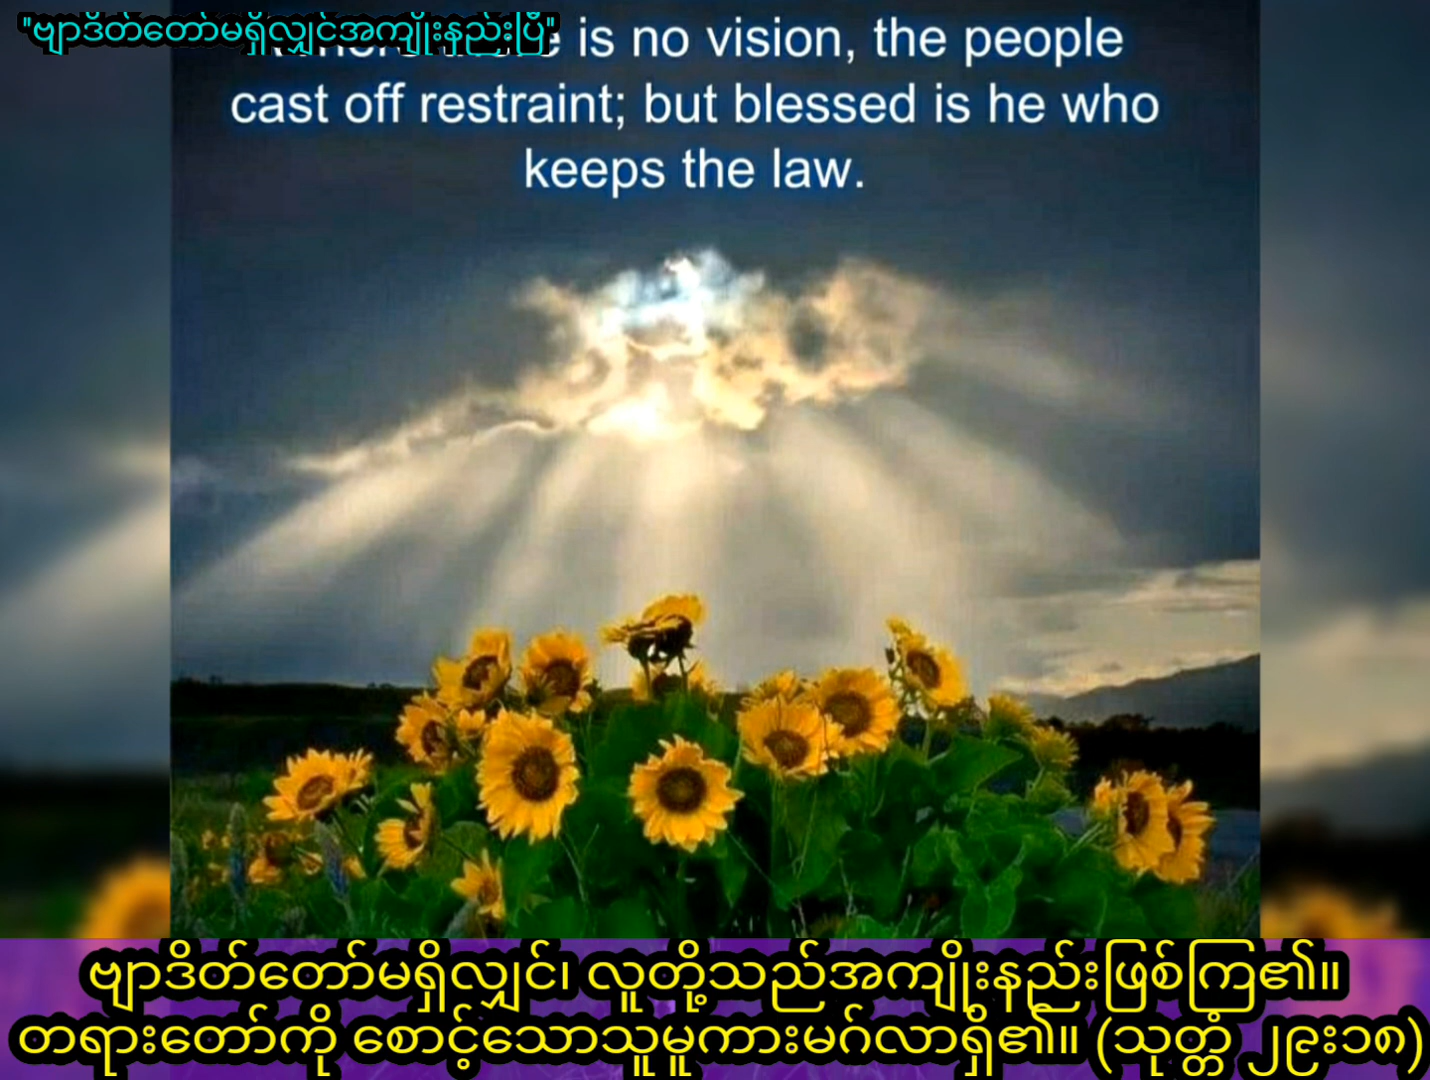 "ဗျာဒိတ်တော်မရှိလျှင်အကျိုးနည်းပြီ"
is no vision, the people
cast off restraint; but blessed is he who
keeps the law.
ဗျာဒိတ်တော်မရှိလျှင်၊ လူတို့သည်အကျိုးနည်းဖြစ်ကြ၏။
တရားတော်ကို စောင့်သောသူမူကားမင်္ဂလာရှိ၏။ (သုတ္တံ ၂၉း၁၈)